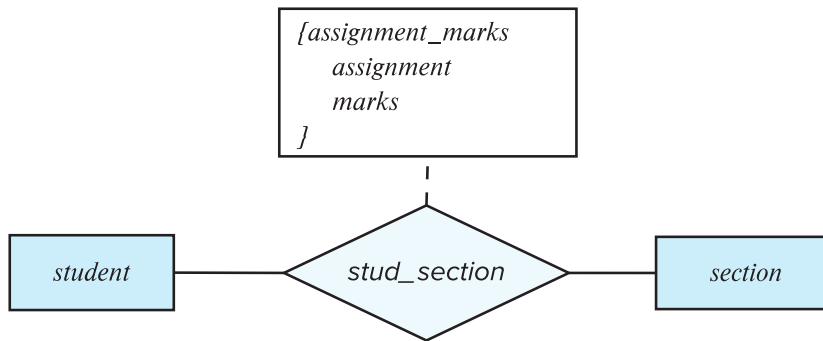 {assignment_marks
assignment
marks
}
student
stud_section
section